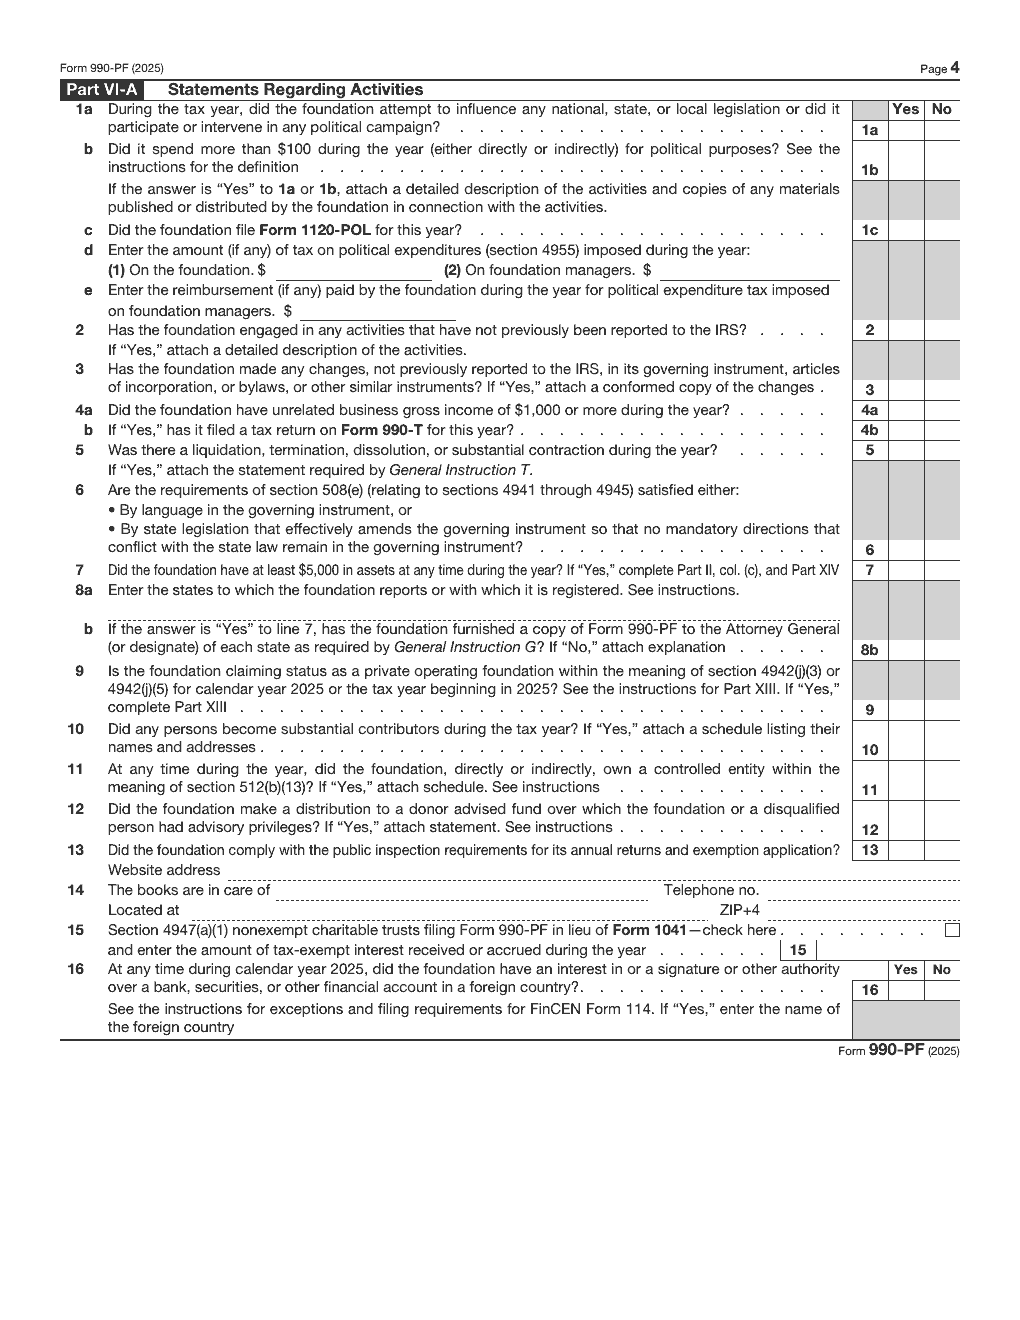 Form 990-PF (2025) Page 4
Part VI-A Statements Regarding Activities
1a During the tax year, did the foundation attempt to influence any national, state, or local legislation or did it Yes No
participate or intervene in any political campaign? . . . . . . . . . . . . . . . . . . 1a
b Did it spend more than $100 during the year (either directly or indirectly) for political purposes? See the
instructions for the definition . . . . . . . . . . . . . . . . . . . . . . . . . 1b
If the answer is “Yes” to 1a or 1b, attach a detailed description of the activities and copies of any materials
published or distributed by the foundation in connection with the activities.
c Did the foundation file Form 1120-POL for this year? . . . . . . . . . . . . . . . . . 1c
d Enter the amount (if any) of tax on political expenditures (section 4955) imposed during the year:
(1) On the foundation. $ (2) On foundation managers. $
e Enter the reimbursement (if any) paid by the foundation during the year for political expenditure tax imposed
on foundation managers. $
2 Has the foundation engaged in any activities that have not previously been reported to the IRS? . . . . 2
If “Yes,” attach a detailed description of the activities.
3 Has the foundation made any changes, not previously reported to the IRS, in its governing instrument, articles
of incorporation, or bylaws, or other similar instruments? If “Yes,” attach a conformed copy of the changes . 3
4a Did the foundation have unrelated business gross income of $1,000 or more during the year? . . . . . 4a
b If “Yes,” has it filed a tax return on Form 990-T for this year? . . . . . . . . . . . . . . . 4b
5 Was there a liquidation, termination, dissolution, or substantial contraction during the year? . . . . . 5
If “Yes,” attach the statement required by General Instruction T.
6 Are the requirements of section 508(e) (relating to sections 4941 through 4945) satisfied either:
• By language in the governing instrument, or
• By state legislation that effectively amends the governing instrument so that no mandatory directions that
conflict with the state law remain in the governing instrument? . . . . . . . . . . . . . . 6
7 Did the foundation have at least $5,000 in assets at any time during the year? If “Yes,” complete Part II, col. (c), and Part XIV 7
8a Enter the states to which the foundation reports or with which it is registered. See instructions.
b If the answer is “Yes” to line 7, has the foundation furnished a copy of Form 990-PF to the Attorney General
(or designate) of each state as required by General Instruction G? If “No,” attach explanation . . . . . 8b
9 Is the foundation claiming status as a private operating foundation within the meaning of section 4942(j)(3) or
4942(j)(5) for calendar year 2025 or the tax year beginning in 2025? See the instructions for Part XIII. If “Yes,”
complete Part XIII . . . . . . . . . . . . . . . . . . . . . . . . . . . . 9
10 Did any persons become substantial contributors during the tax year? If “Yes,” attach a schedule listing their
names and addresses . . . . . . . . . . . . . . . . . . . . . . . . . . . 10
11 At any time during the year, did the foundation, directly or indirectly, own a controlled entity within the
meaning of section 512(b)(13)? If “Yes,” attach schedule. See instructions . . . . . . . . . . 11
12 Did the foundation make a distribution to a donor advised fund over which the foundation or a disqualified
person had advisory privileges? If “Yes,” attach statement. See instructions . . . . . . . . . . 12
13 Did the foundation comply with the public inspection requirements for its annual returns and exemption application? 13
Website address
14 The books are in care of Telephone no.
Located at ZIP+4
15 Section 4947(a)(1) nonexempt charitable trusts filing Form 990-PF in lieu of Form 1041—check here . . . . . . . .
and enter the amount of tax-exempt interest received or accrued during the year . . . . . . 15
16 At any time during calendar year 2025, did the foundation have an interest in or a signature or other authority Yes No
over a bank, securities, or other financial account in a foreign country? . . . . . . . . . . . . 16
See the instructions for exceptions and filing requirements for FinCEN Form 114. If “Yes,” enter the name of
the foreign country
Form 990-PF (2025)